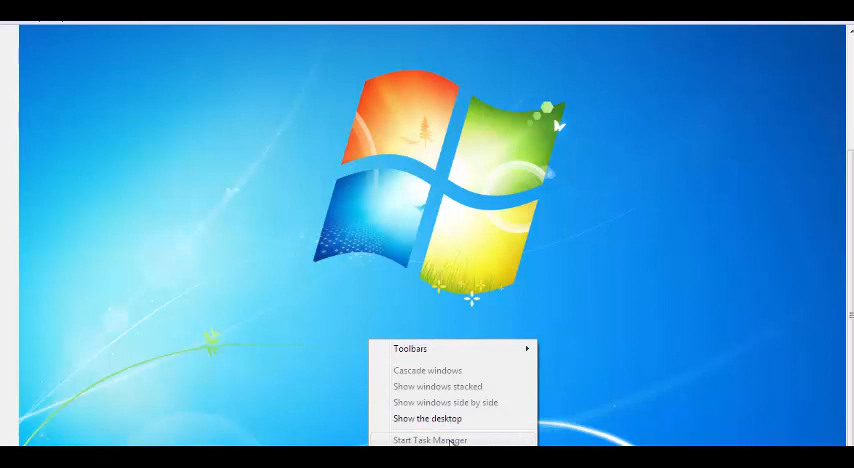 Toolbars
Cascade windows
Show windows stacked
Show windows side by side
Show the desktop
Start Task Manager